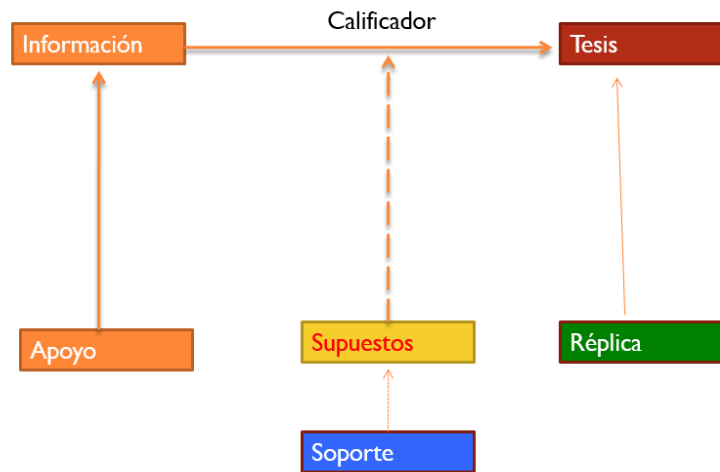 Calificador
Información
Tesis
Apoyo
Supuestos
Réplica
Soporte